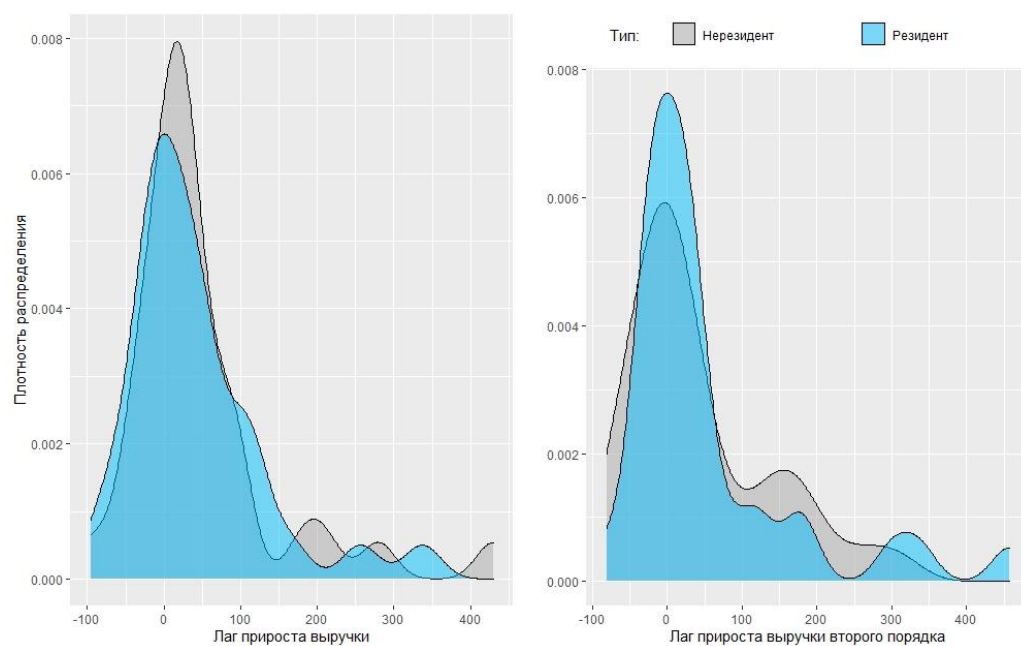 Тип: Нерезидент Резидент
Плотность распределения
0.008
0.006
0.004
0.002
0.000
-100 0 100 200 300 400
Лаг прироста выручки
0.008
0.006
0.004
0.002
0.000
-100 0 100 200 300 400
Лаг прироста выручки второго порядка